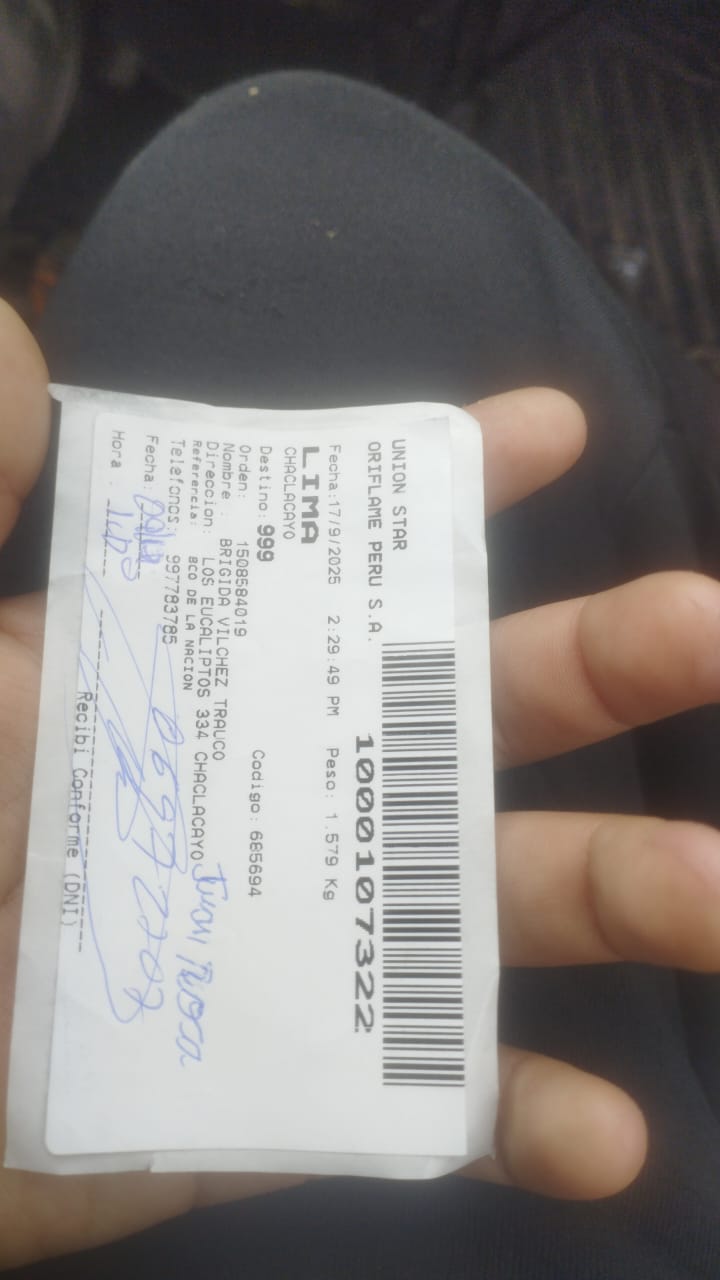 UNION STAR
ORIFLAME PERU S.A.
1000107322
Fecha:17/9/2025 2:29:49 PM Peso: 1.579 Kg
LIMA
CHACLACAYO
Destino: 999 Codigo: 685694
Orden: 1508584019
Nombre : BRIGIDA VILCHEZ TRAUCO
Direccion: LOS EUCALIPTOS 334 CHACLACAYO
Referencia: BCO DE LA NACION
Telefonos: 997783785
Fecha:
Hora :
Recibi Conforme (DNI)